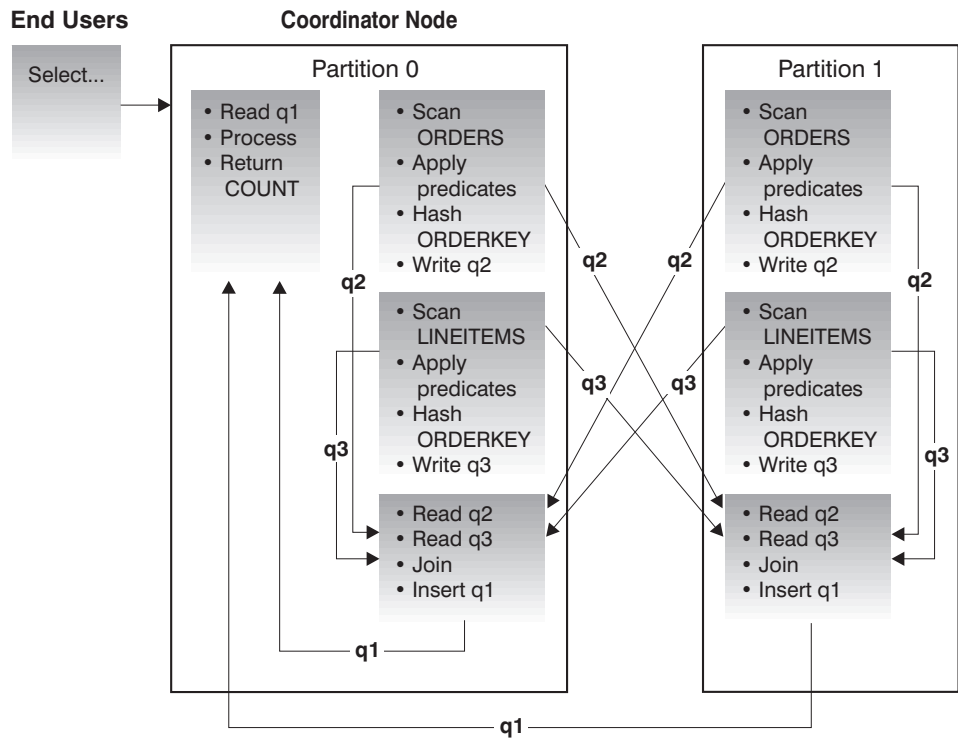 End Users
Coordinator Node
Select...
Partition 0
• Read q1
• Process
• Return
COUNT
• Scan
ORDERS
• Apply
predicates
• Hash
ORDERKEY
• Write q2
q2
q2
• Scan
LINEITEMS
• Apply
predicates
• Hash
ORDERKEY
• Write q3
q3
q3
• Read q2
• Read q3
• Join
• Insert q1
q1
Partition 1
• Scan
ORDERS
• Apply
predicates
• Hash
ORDERKEY
• Write q2
q2
q2
• Scan
LINEITEMS
• Apply
predicates
• Hash
ORDERKEY
• Write q3
q3
q3
• Read q2
• Read q3
• Join
• Insert q1
q1